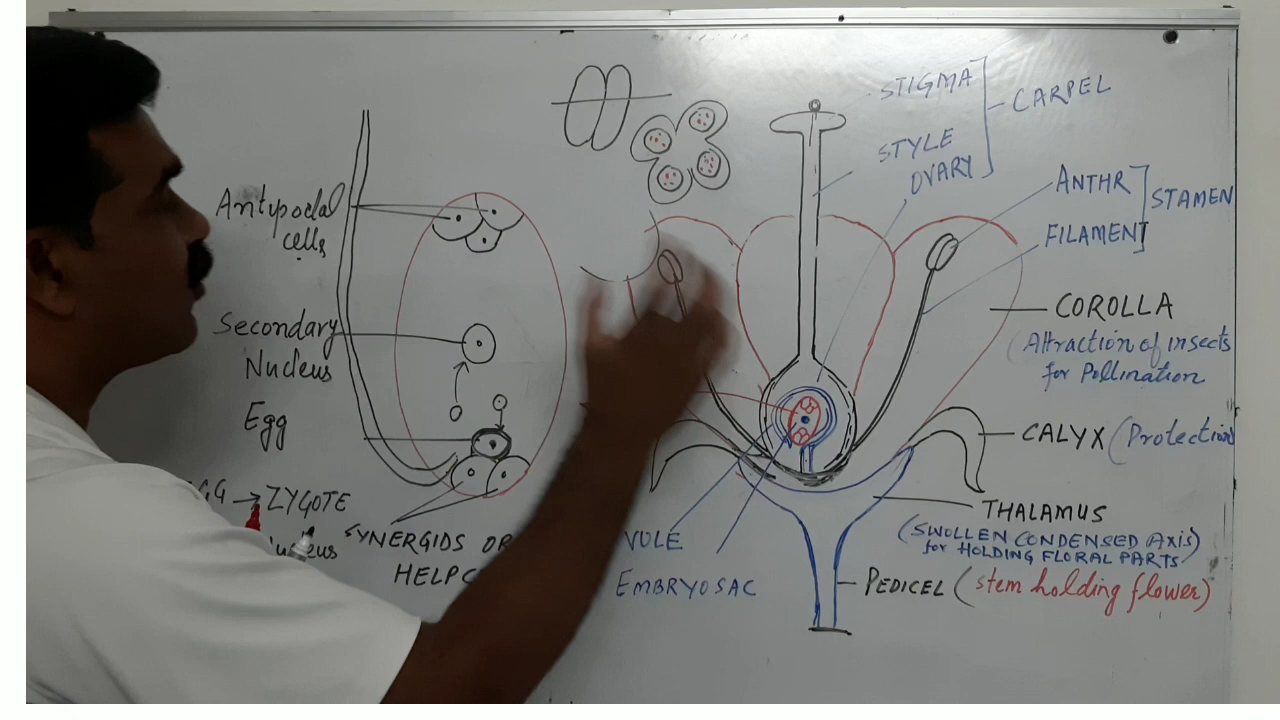 Antipodal
cells
Secondary
Nucleus
Egg
→ ZYGOTE
SYNERGIDS OR
STIGMA
CARPEL
STYLE
OVARY
ANTHR
STAMEN
FILAMENT
COROLLA
(Attraction of insects
for Pollination
CALYX (Protection)
THALAMUS
(SWOLLEN CONDENSED AXIS)
for HOLDING FLORAL PARTS
PEDICEL (stem holding flower)
VULE
EMBRYOSAC